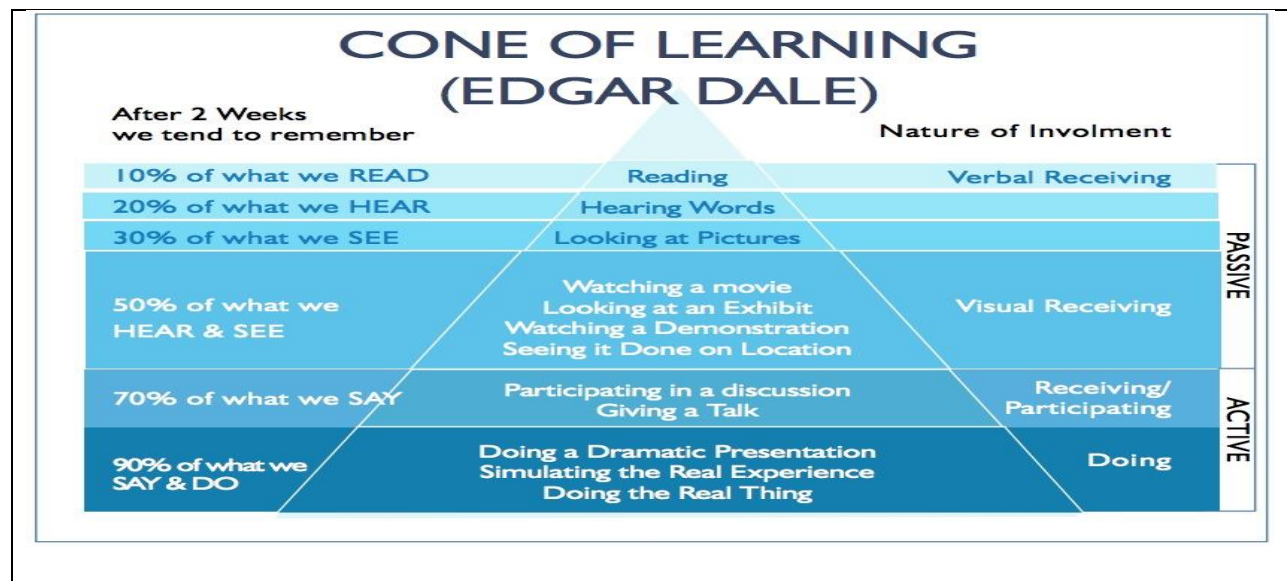 CONE OF LEARNING
(EDGAR DALE)
After 2 Weeks
we tend to remember
Nature of Involment
10% of what we READ
Reading
Verbal Receiving
20% of what we HEAR
Hearing Words
30% of what we SEE
Looking at Pictures
50% of what we
HEAR & SEE
Watching a movie
Looking at an Exhibit
Watching a Demonstration
Seeing it Done on Location
Visual Receiving
PASSIVE
70% of what we SAY
Participating in a discussion
Giving a Talk
Receiving/
Participating
90% of what we
SAY & DO
Doing a Dramatic Presentation
Simulating the Real Experience
Doing the Real Thing
Doing
ACTIVE